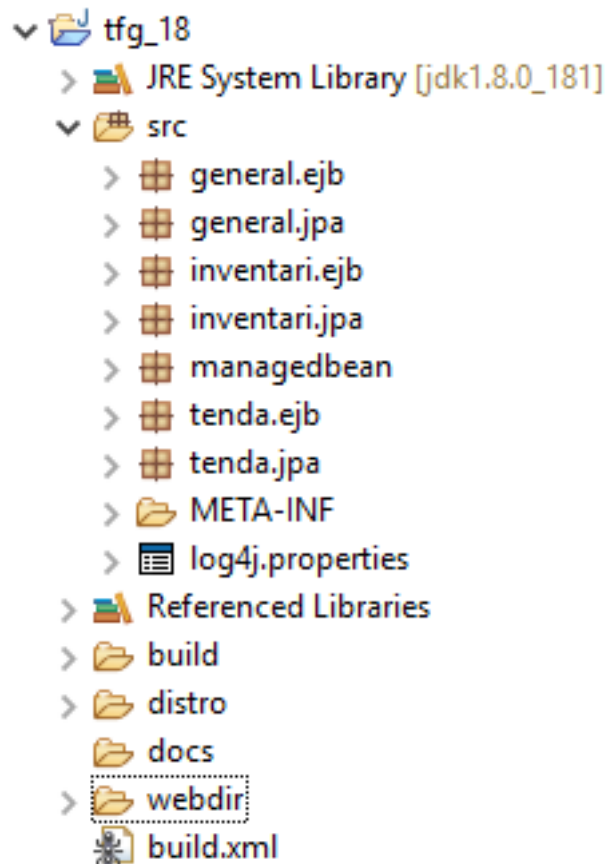 tfg_18
JRE System Library [jdk1.8.0_181]
src
general.ejb
general.jpa
inventari.ejb
inventari.jpa
managedbean
tenda.ejb
tenda.jpa
META-INF
log4j.properties
Referenced Libraries
build
distro
docs
webdir
build.xml